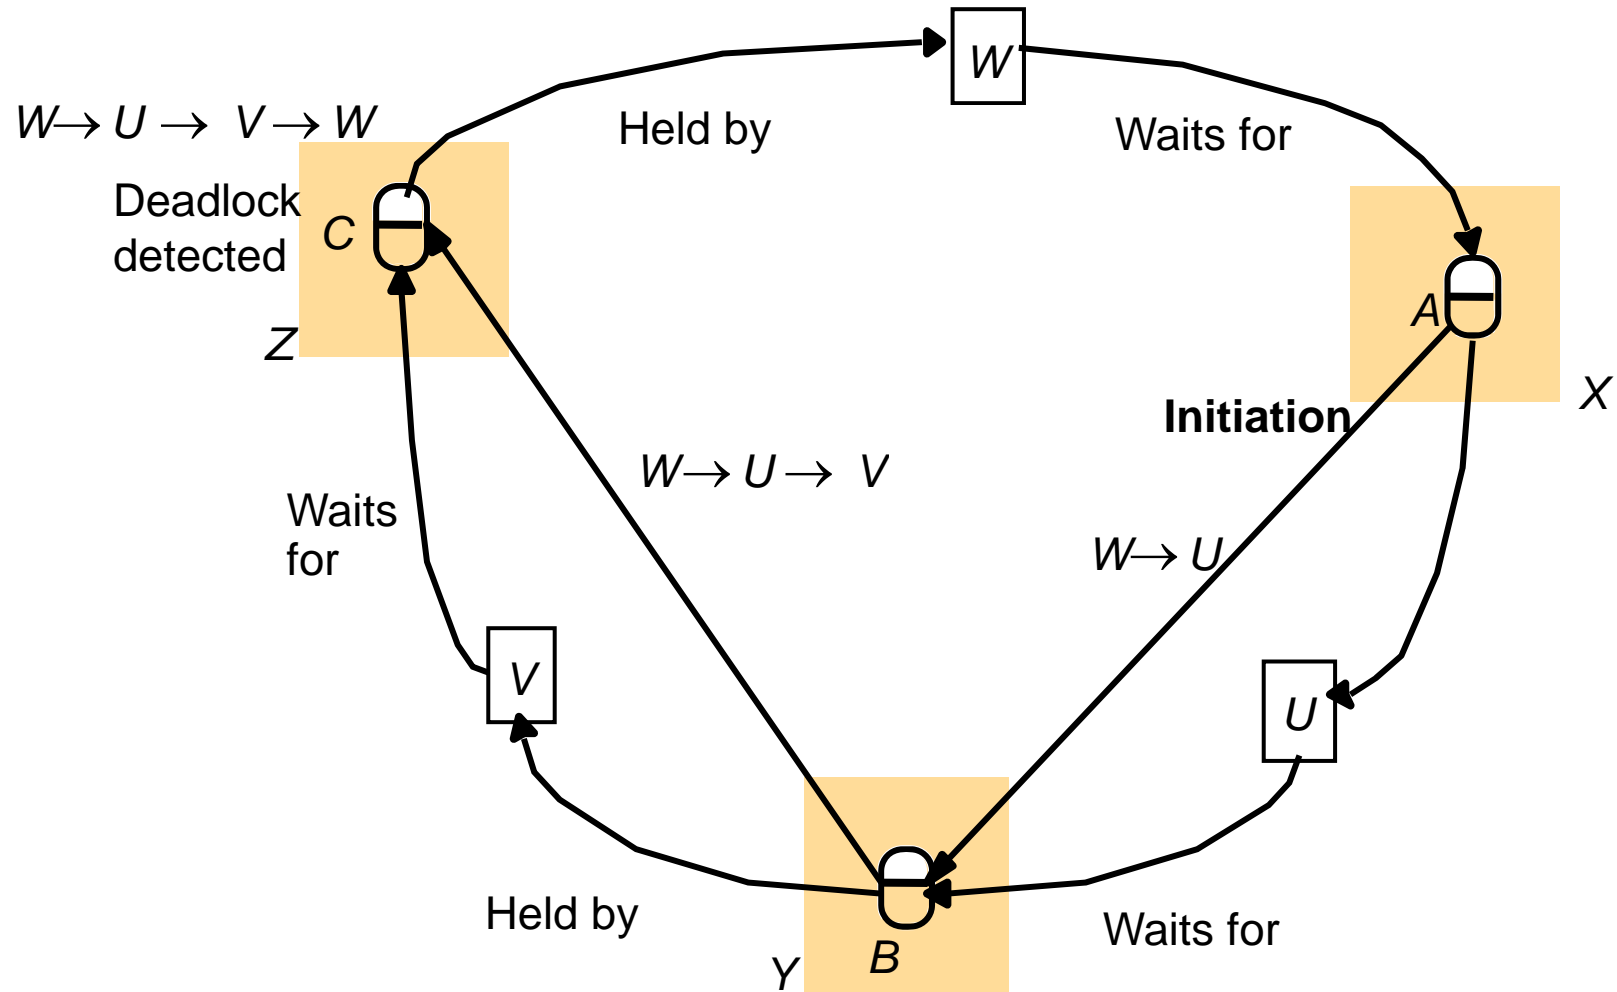 W
W→ U → V → W
Held by
Waits for
Deadlock
detected
C
A
Z
X
Initiation
W→ U → V
Waits
for
W→ U
V
U
Held by
Waits for
B
Y